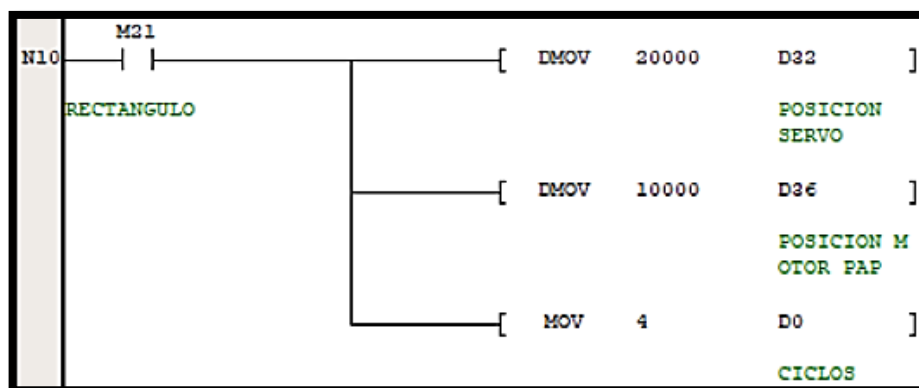 M21
N10 [ DMOV 20000 D32 ]
RECTANGULO
POSICION
SERVO
[ DMOV 10000 D36 ]
POSICION M
OTOR PAP
[ MOV 4 D0 ]
CICLOS